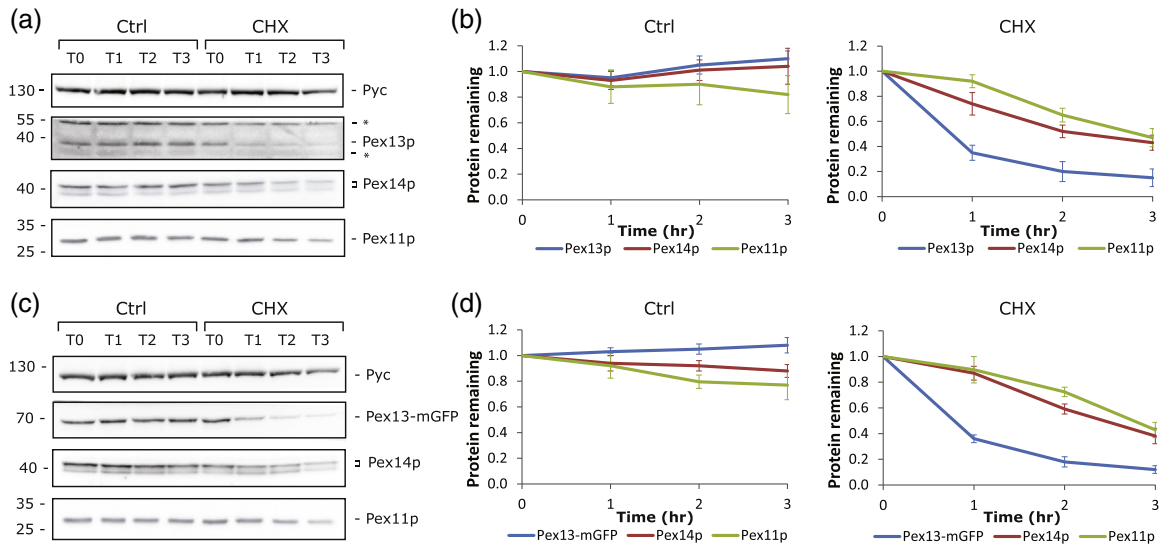 (a)
Ctrl CHX
T0 T1 T2 T3 T0 T1 T2 T3
130 - - Pyc
55 - - *
40 - - Pex13p
- *
40 - Pex14p
35 -
- Pex11p
25 -
(b)
Ctrl
Protein remaining
1.2
1.0
0.8
0.6
0.4
0.2
0.0
0 1 2 3
Time (hr)
Pex13p Pex14p Pex11p
CHX
Protein remaining
1.2
1.0
0.8
0.6
0.4
0.2
0.0
0 1 2 3
Time (hr)
Pex13p Pex14p Pex11p
(c)
Ctrl CHX
T0 T1 T2 T3 T0 T1 T2 T3
130 -
- Pyc
70 - - Pex13-mGFP
40 - Pex14p
35 -
- Pex11p
25 -
(d)
Ctrl
Protein remaining
1.2
1.0
0.8
0.6
0.4
0.2
0.0
0 1 2 3
Time (hr)
Pex13-mGFP Pex14p Pex11p
CHX
Protein remaining
1.2
1.0
0.8
0.6
0.4
0.2
0.0
0 1 2 3
Time (hr)
Pex13-mGFP Pex14p Pex11p